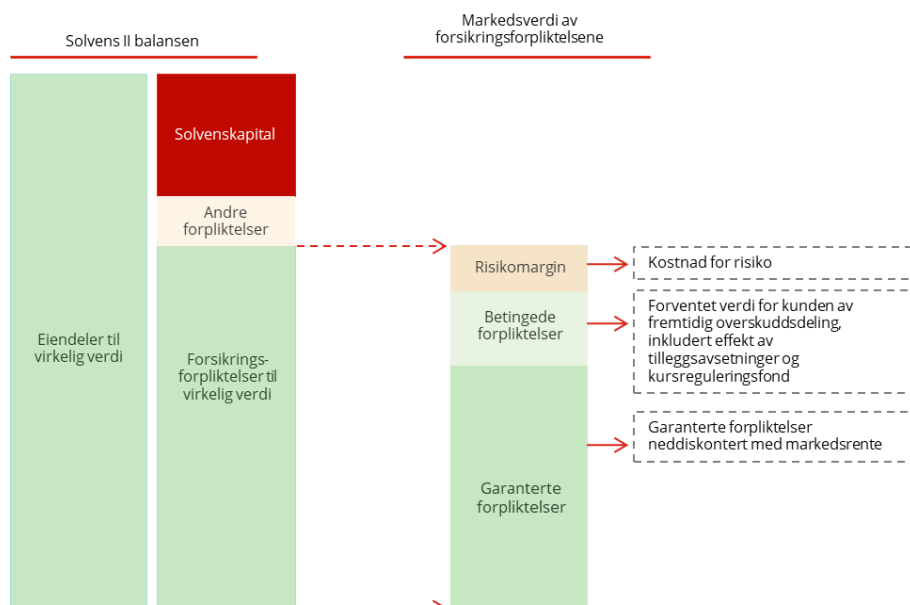 Solvens II balansen
Markedsverdi av
forsikringsforpliktelsene
Eiendeler til
virkelig verdi
Solvenskapital
Andre
forpliktelser
Forsikrings-
forpliktelser til
virkelig verdi
Risikomargin
Betingede
forpliktelser
Garanterte
forpliktelser
Kostnad for risiko
Forventet verdi for kunden av
fremtidig overskuddsdeling,
inkludert effekt av
tilleggsavsetninger og
kursreguleringsfond
Garanterte forpliktelser
neddiskontert med markedsrente